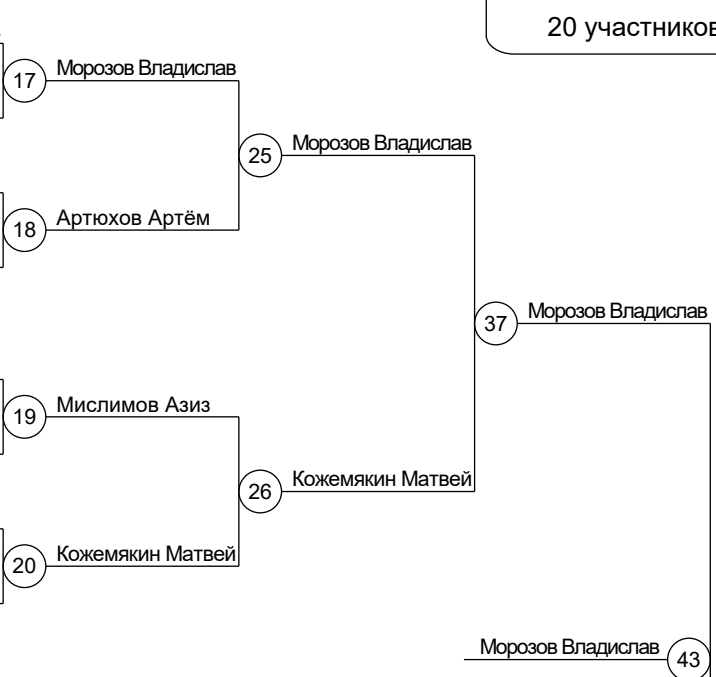 20 участников
17 Морозов Владислав
25 Морозов Владислав
18 Артюхов Артём
37 Морозов Владислав
19 Мислимов Азиз
26 Кожемякин Матвей
20 Кожемякин Матвей
Морозов Владислав 43